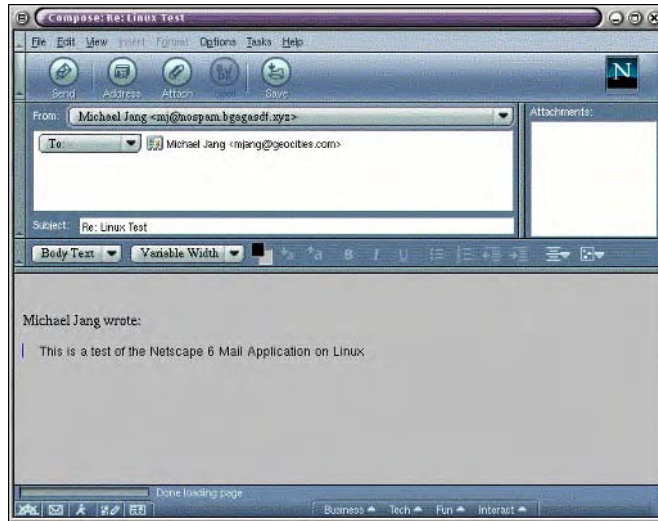 Compose: Re: Linux Test
File Edit View Insert Format Options Tasks Help
N
Send Address Attach Save
From: Michael Jang <mj@nospam.bgagasdf.xyz>
Attachments:
To: Michael Jang <mjang@geocities.com>
Subject: Re: Linux Test
Body Text Variable Width a a B I U
Michael Jang wrote:
This is a test of the Netscape 6 Mail Application on Linux
Done loading page
Business Tech Fun Interact